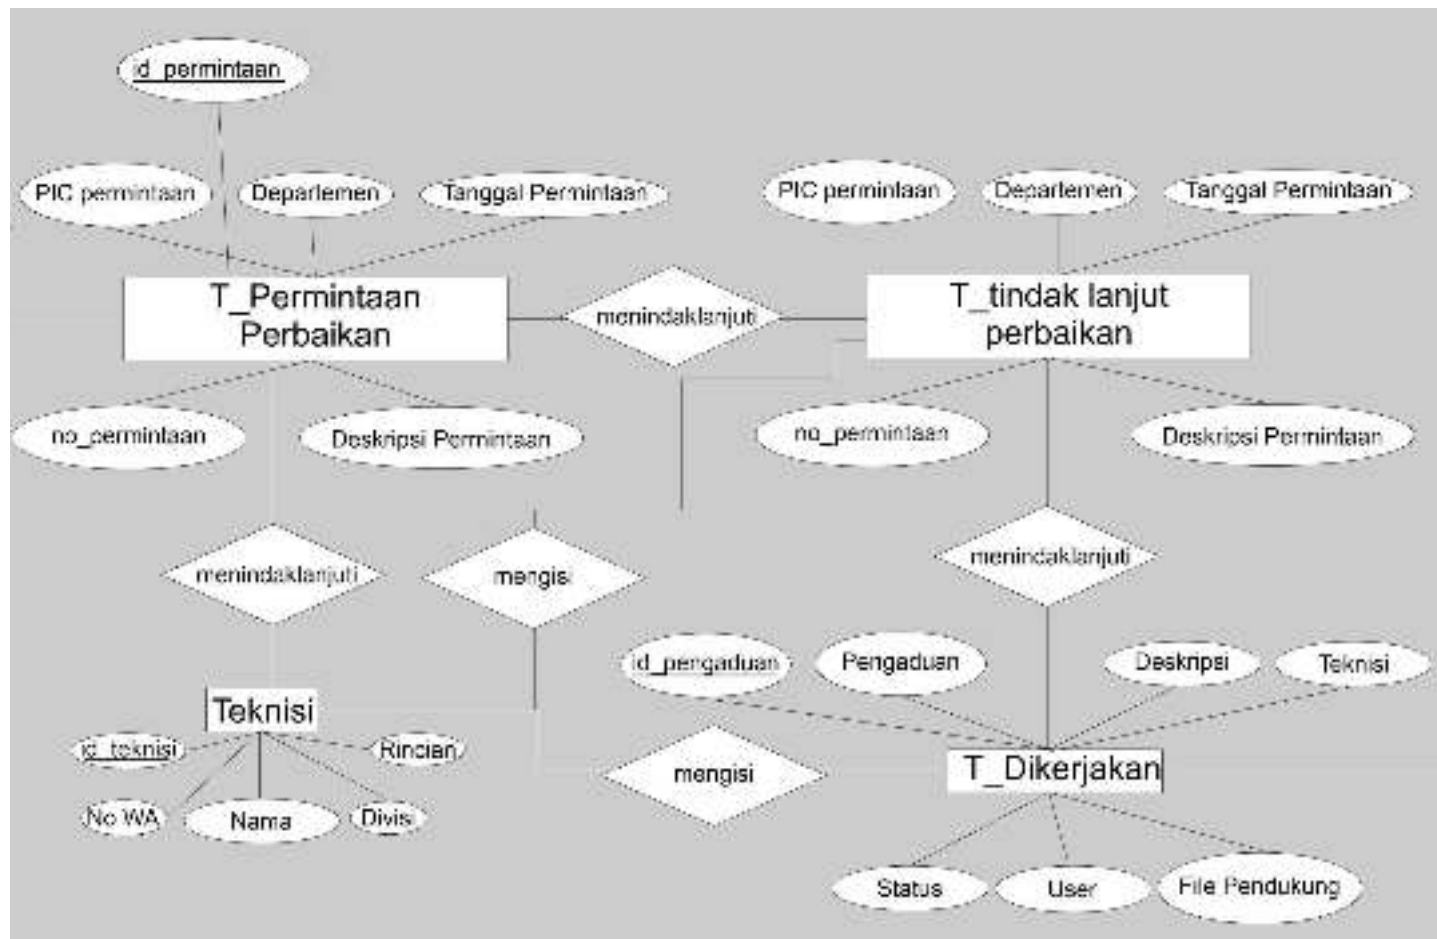 id_permintaan
PIC permintaan
Departemen
Tanggal Permintaan
PIC permintaan
Departemen
Tanggal Permintaan
T_Permintaan
Perbaikan
menindaklanjuti
T_tindak lanjut
perbaikan
no_permintaan
Deskripsi Permintaan
no_permintaan
Deskripsi Permintaan
menindaklanjuti
mengisi
menindaklanjuti
id_pengaduan
Pengaduan
Deskripsi
Teknisi
Teknisi
id_teknisi
Rincian
mengisi
T_Dikerjakan
No WA
Nama
Divisi
Status
User
File Pendukung